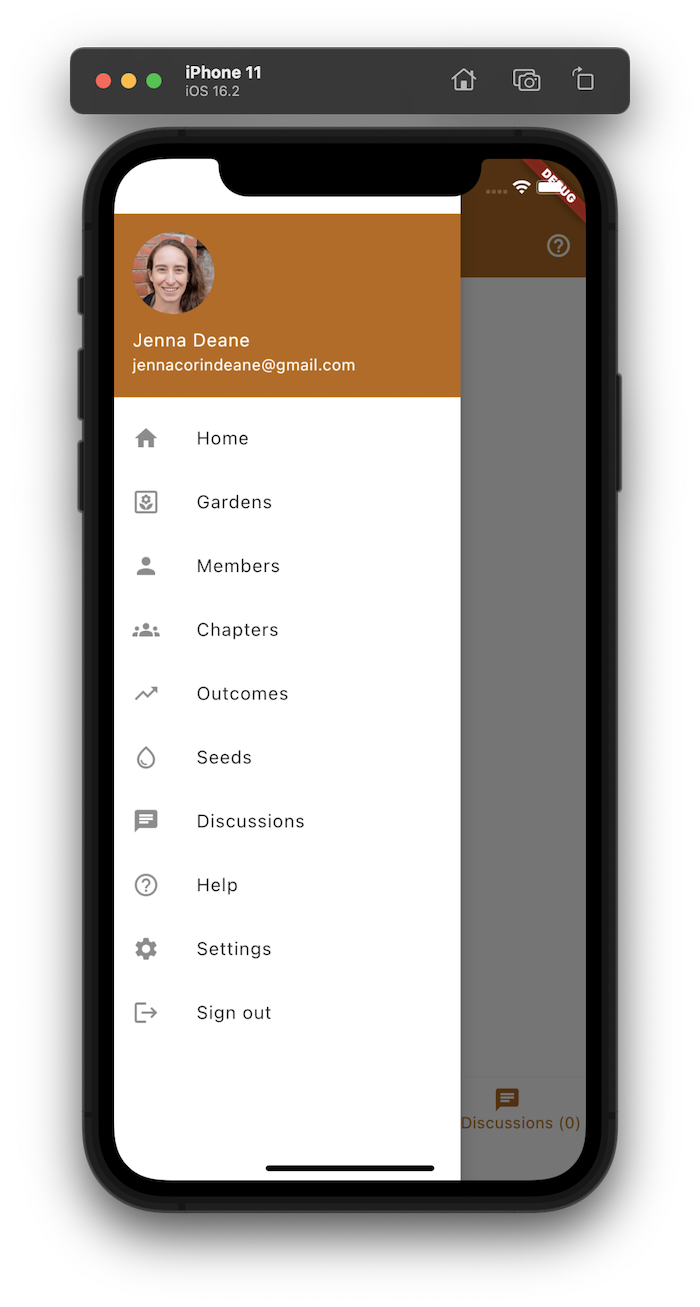 iPhone 11
iOS 16.2
DEBUG
Jenna Deane
jennacorindeane@gmail.com
Home
Gardens
Members
Chapters
Outcomes
Seeds
Discussions
Help
Settings
Sign out
Discussions (0)